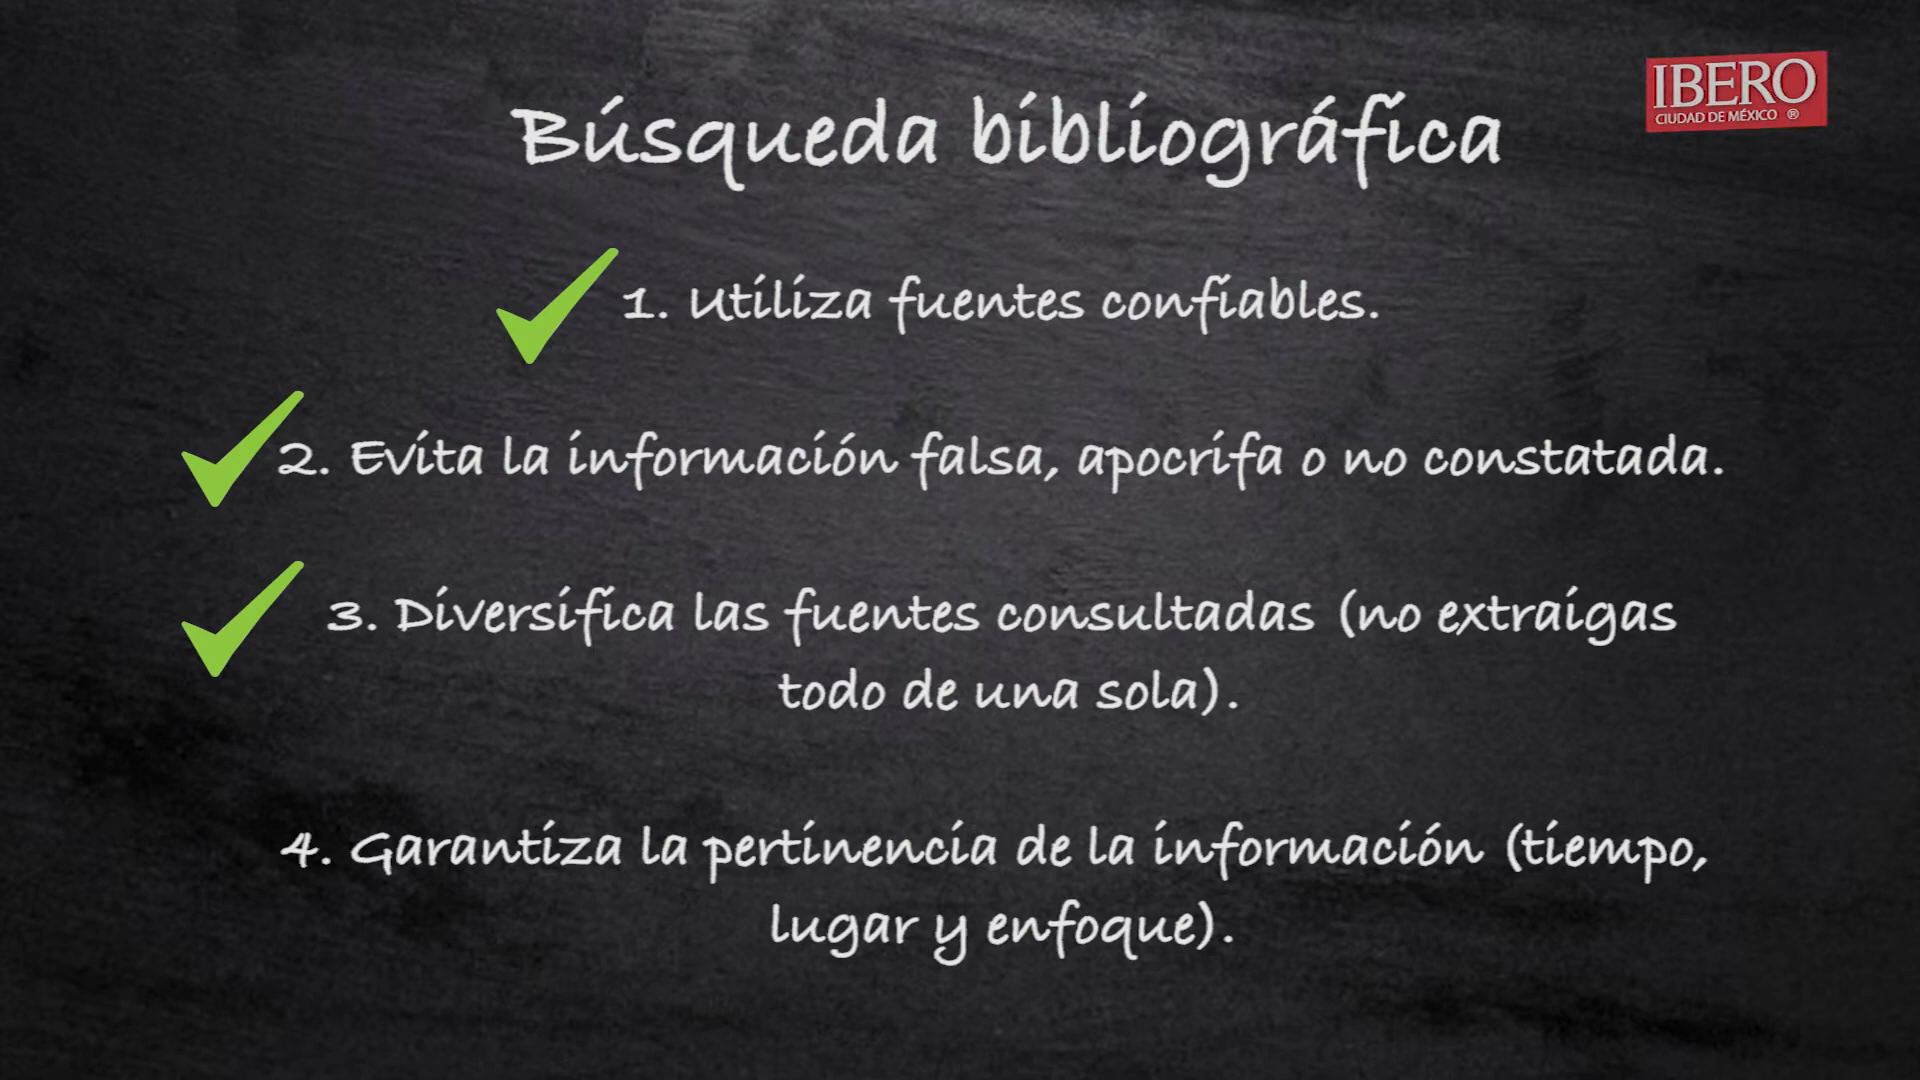 IBERO
CIUDAD DE MÉXICO ®
Búsqueda bibliográfica
1. Utiliza fuentes confiables.
2. Evita la información falsa, apocrifa o no constatada.
3. Diversifica las fuentes consultadas (no extraigas
todo de una sola).
4. Garantiza la pertinencia de la información (tiempo,
lugar y enfoque).